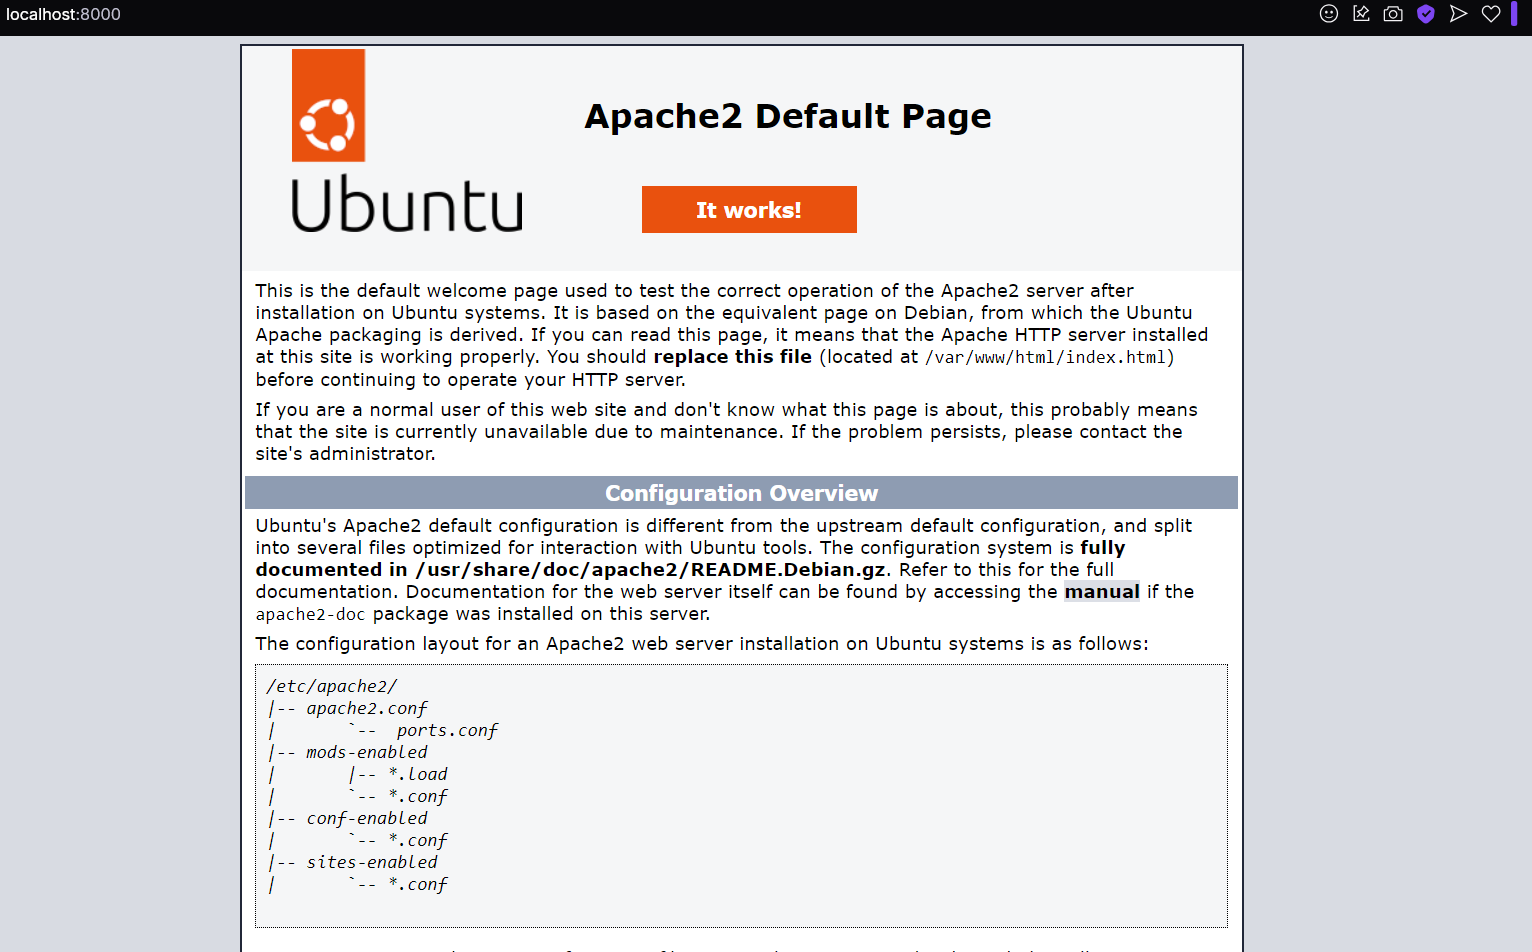 localhost:8000
Apache2 Default Page
Ubuntu
It works!
This is the default welcome page used to test the correct operation of the Apache2 server after
installation on Ubuntu systems. It is based on the equivalent page on Debian, from which the Ubuntu
Apache packaging is derived. If you can read this page, it means that the Apache HTTP server installed
at this site is working properly. You should replace this file (located at /var/www/html/index.html)
before continuing to operate your HTTP server.
If you are a normal user of this web site and don't know what this page is about, this probably means
that the site is currently unavailable due to maintenance. If the problem persists, please contact the
site's administrator.
Configuration Overview
Ubuntu's Apache2 default configuration is different from the upstream default configuration, and split
into several files optimized for interaction with Ubuntu tools. The configuration system is fully
documented in /usr/share/doc/apache2/README.Debian.gz. Refer to this for the full
documentation. Documentation for the web server itself can be found by accessing the manual if the
apache2-doc package was installed on this server.
The configuration layout for an Apache2 web server installation on Ubuntu systems is as follows:
/etc/apache2/
|-- apache2.conf
|       `--  ports.conf
|-- mods-enabled
|       |-- *.load
|       `-- *.conf
|-- conf-enabled
|       `-- *.conf
|-- sites-enabled
|       `-- *.conf